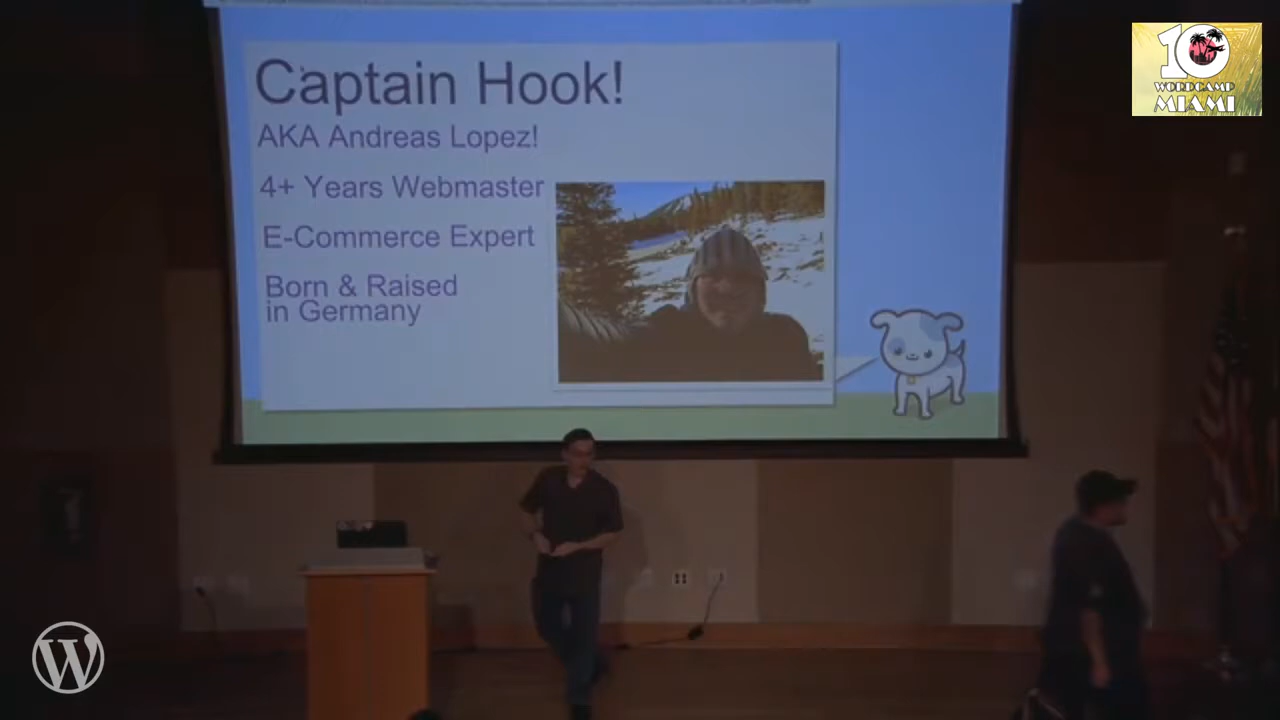 Captain Hook!
AKA Andreas Lopez!
4+ Years Webmaster
E-Commerce Expert
Born & Raised
in Germany
10
WORDCAMP
MIAMI
W